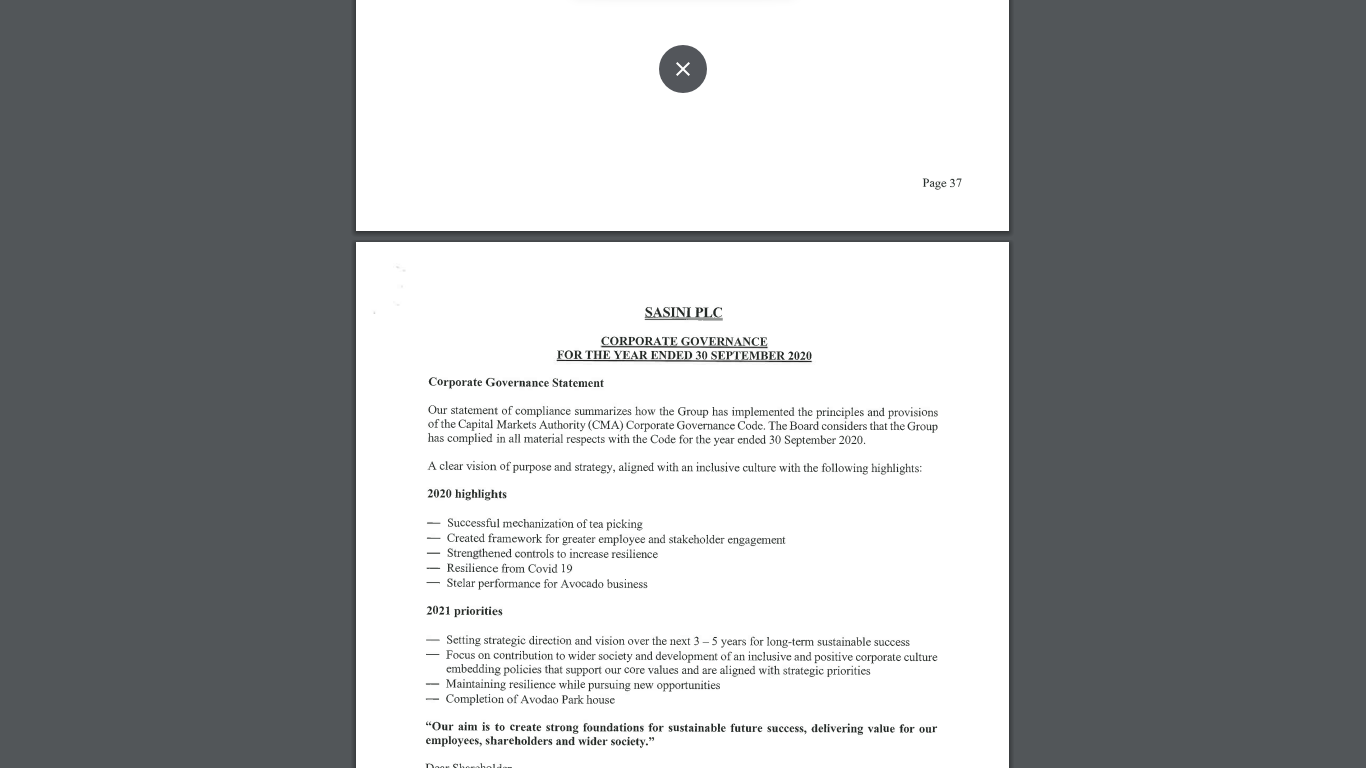 Page 37
SASINI PLC
CORPORATE GOVERNANCE
FOR THE YEAR ENDED 30 SEPTEMBER 2020
Corporate Governance Statement
Our statement of compliance summarizes how the Group has implemented the principles and provisions
of the Capital Markets Authority (CMA) Corporate Governance Code. The Board considers that the Group
has complied in all material respects with the Code for the year ended 30 September 2020.
A clear vision of purpose and strategy, aligned with an inclusive culture with the following highlights:
2020 highlights
— Successful mechanization of tea picking
— Created framework for greater employee and stakeholder engagement
— Strengthened controls to increase resilience
— Resilience from Covid 19
— Stelar performance for Avocado business
2021 priorities
— Setting strategic direction and vision over the next 3 – 5 years for long-term sustainable success
— Focus on contribution to wider society and development of an inclusive and positive corporate culture
embedding policies that support our core values and are aligned with strategic priorities
— Maintaining resilience while pursuing new opportunities
— Completion of Avodao Park house
“Our aim is to create strong foundations for sustainable future success, delivering value for our
employees, shareholders and wider society.”
Dear Shareholder